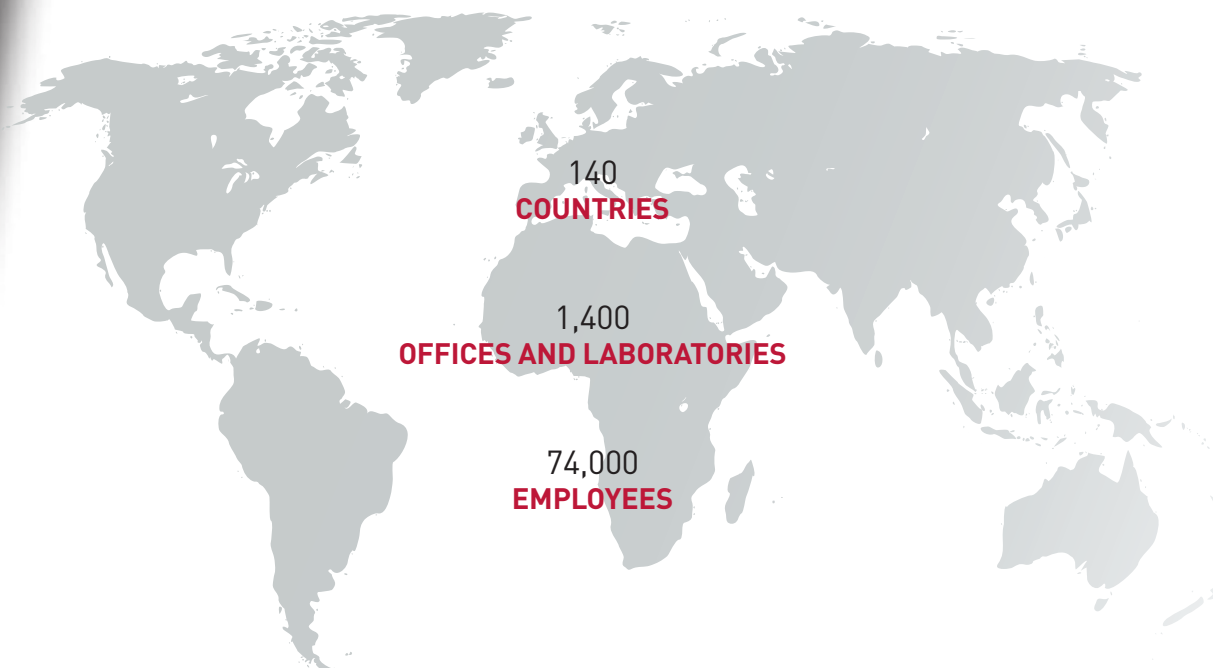 140
COUNTRIES
1,400
OFFICES AND LABORATORIES
74,000
EMPLOYEES